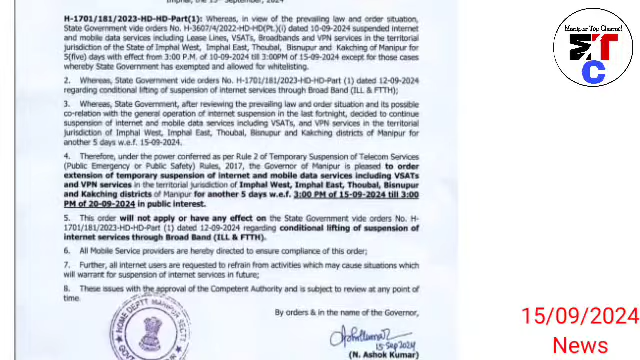 Imphal, the 15th September, 2024
H-1701/181/2023-HD-HD-Part(1): Whereas, in view of the prevailing law and order situation,
State Government vide orders No. H-3607/4/2022-HD-HD(Pt.)(i) dated 10-09-2024 suspended internet
and mobile data services including Lease Lines, VSATs, Broadbands and VPN services in the territorial
jurisdiction of the State of Imphal West, Imphal East, Thoubal, Bisnupur and Kakching of Manipur for
5(five) days with effect from 3:00 P.M. of 10-09-2024 till 3:00PM of 15-09-2024 except for those cases
whereby State Government has exempted and allowed for whitelisting.
2. Whereas, State Government vide orders No. H-1701/181/2023-HD-HD-Part (1) dated 12-09-2024
regarding conditional lifting of suspension of internet services through Broad Band (ILL & FTTH);
3. Whereas, State Government, after reviewing the prevailing law and order situation and its possible
co-relation with the general operation of internet suspension in the last fortnight, decided to continue
suspension of internet and mobile data services including VSATs, and VPN services in the territorial
jurisdiction of Imphal West, Imphal East, Thoubal, Bisnupur and Kakching districts of Manipur for
another 5 days w.e.f. 15-09-2024.
4. Therefore, under the power conferred as per Rule 2 of Temporary Suspension of Telecom Services
(Public Emergency or Public Safety) Rules, 2017, the Governor of Manipur is pleased to order
extension of temporary suspension of internet and mobile data services including VSATs
and VPN services in the territorial jurisdiction of Imphal West, Imphal East, Thoubal, Bisnupur
and Kakching districts of Manipur for another 5 days w.e.f. 3:00 PM of 15-09-2024 till 3:00
PM of 20-09-2024 in public interest.
5. This order will not apply or have any effect on the State Government vide orders No. H-
1701/181/2023-HD-HD-Part (1) dated 12-09-2024 regarding conditional lifting of suspension of
internet services through Broad Band (ILL & FTTH).
6. All Mobile Service providers are hereby directed to ensure compliance of this order;
7. Further, all internet users are requested to refrain from activities which may cause situations which
will warrant for suspension of internet services in future;
8. These issues with the approval of the Competent Authority and is subject to review at any point of
time.
By orders & in the name of the Governor,
15 Sep 2024
(N. Ashok Kumar)
HOME DEPTT MANIPUR SECTT
Manipur Top Channel
MTC
15/09/2024
News